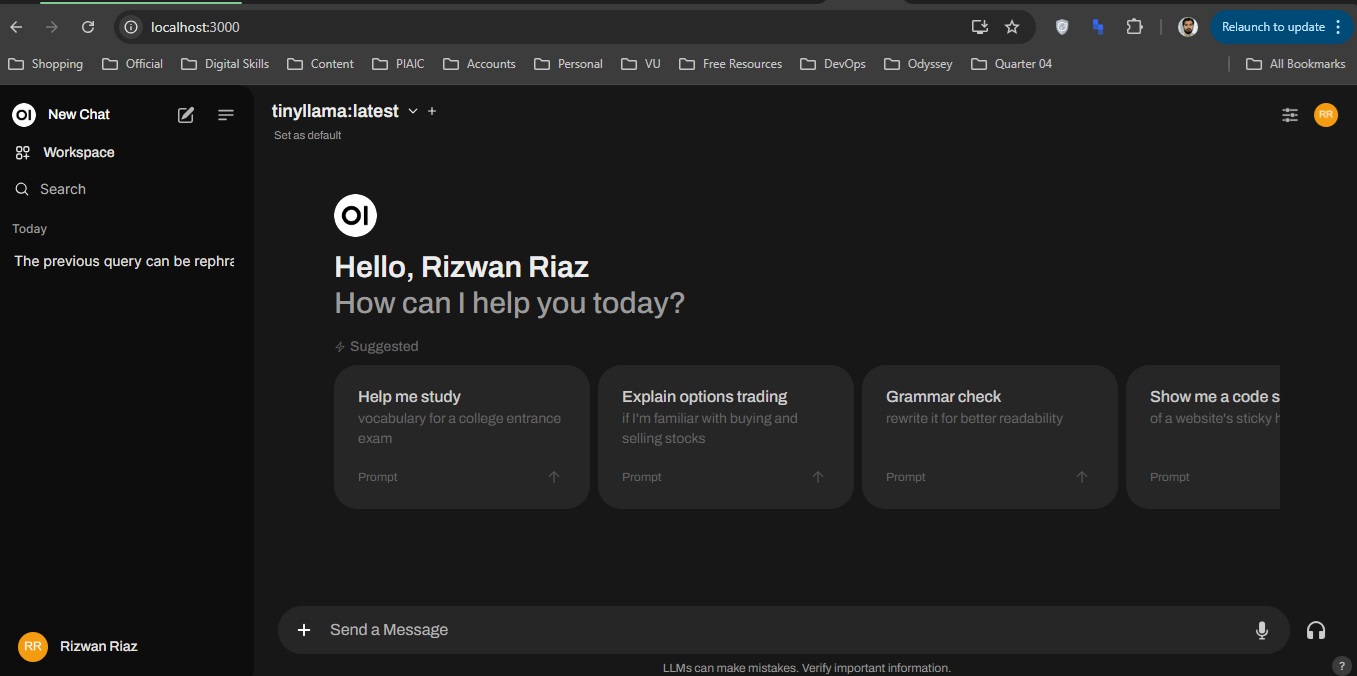 localhost:3000
Relaunch to update
Shopping Official Digital Skills Content PIAIC Accounts Personal VU Free Resources DevOps Odyssey Quarter 04 All Bookmarks
OI New Chat
Workspace
Search
Today
The previous query can be rephra
RR Rizwan Riaz
tinyllama:latest
Set as default
RR
OI
Hello, Rizwan Riaz
How can I help you today?
Suggested
Help me study
vocabulary for a college entrance
exam
Prompt
Explain options trading
if I'm familiar with buying and
selling stocks
Prompt
Grammar check
rewrite it for better readability
Prompt
Show me a code s
of a website's sticky h
Prompt
Send a Message
LLMs can make mistakes. Verify important information.
?